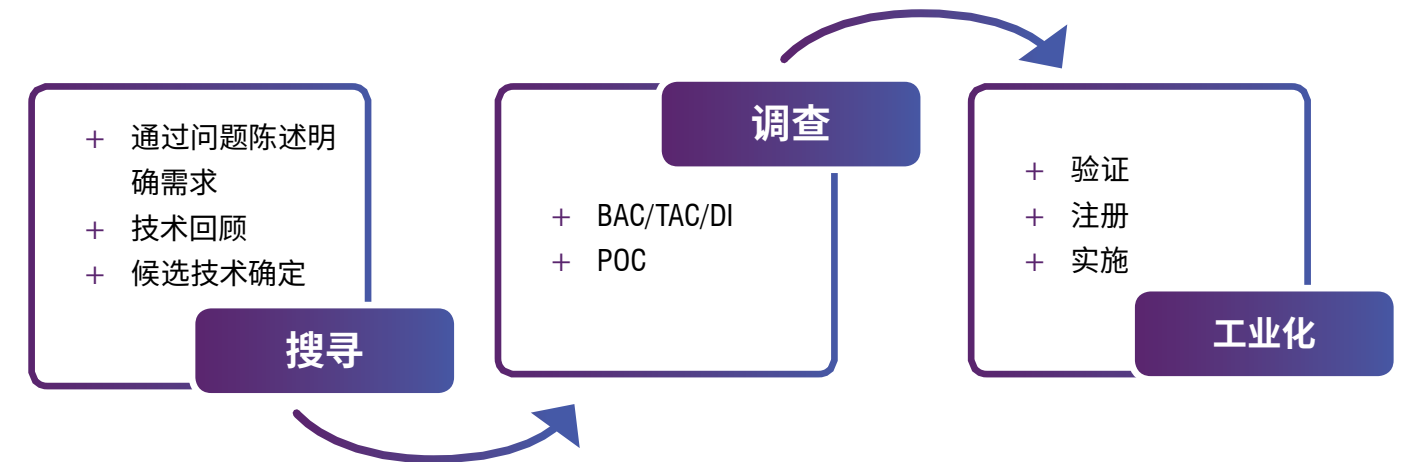 + 通过问题陈述明
确需求
+ 技术回顾
+ 候选技术确定
搜寻
调查
+ BAC/TAC/DI
+ POC
+ 验证
+ 注册
+ 实施
工业化